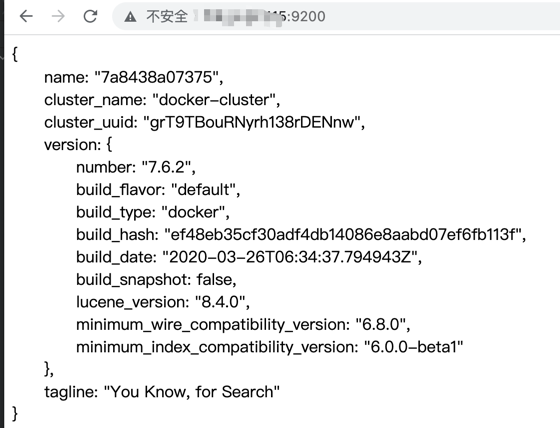 不安全
:9200
{
name: "7a8438a07375",
cluster_name: "docker-cluster",
cluster_uuid: "grT9TBouRNyrh138rDENnw",
version: {
number: "7.6.2",
build_flavor: "default",
build_type: "docker",
build_hash: "ef48eb35cf30adf4db14086e8aabd07ef6fb113f",
build_date: "2020-03-26T06:34:37.794943Z",
build_snapshot: false,
lucene_version: "8.4.0",
minimum_wire_compatibility_version: "6.8.0",
minimum_index_compatibility_version: "6.0.0-beta1"
},
tagline: "You Know, for Search"
}